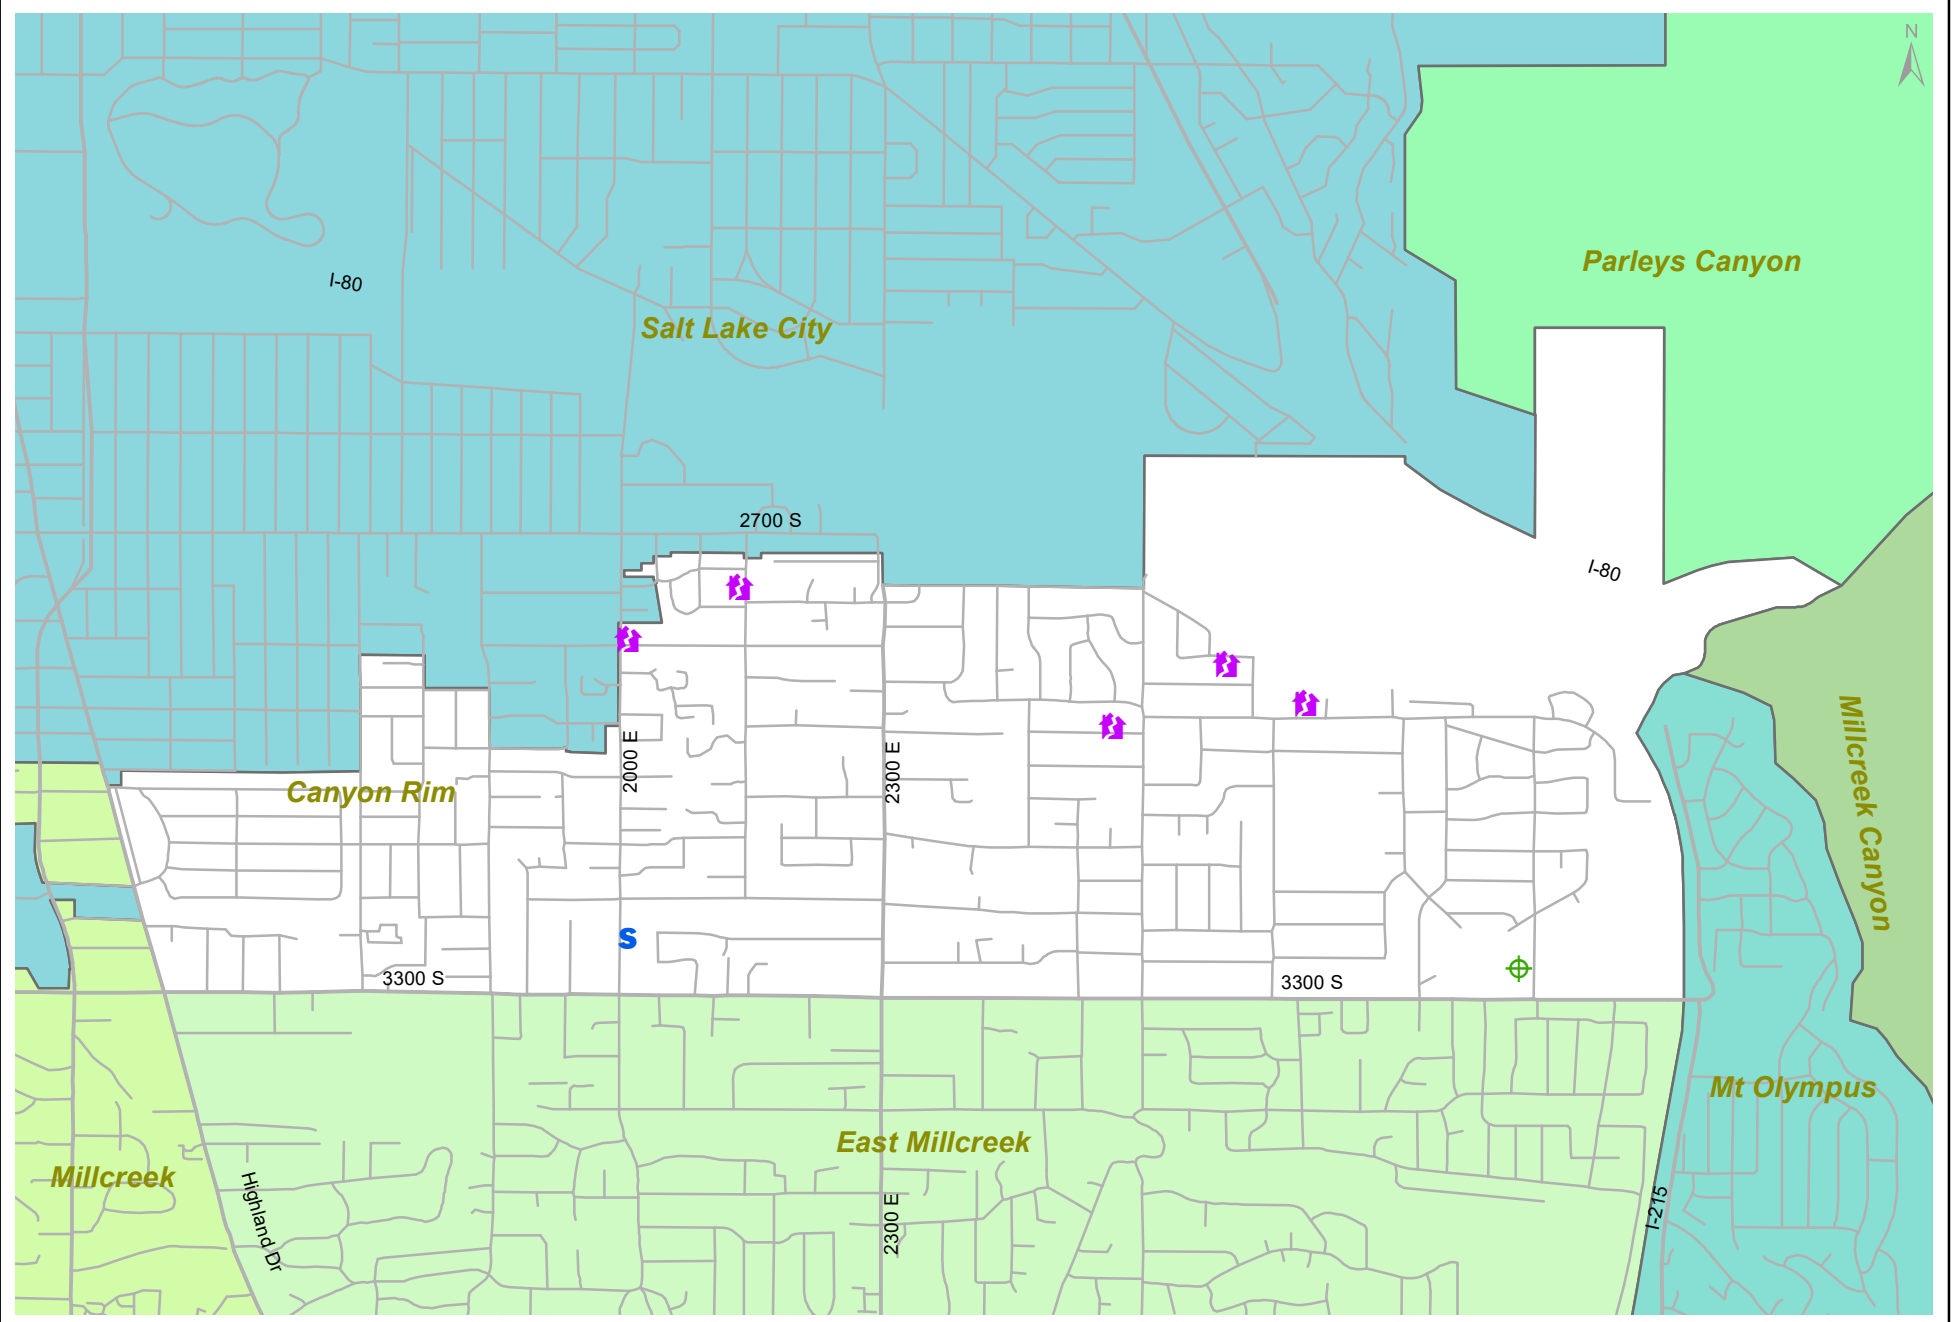 N
Parleys Canyon
I-80
Salt Lake City
2700 S
I-80
Millcreek Canyon
2000 E
2300 E
Canyon Rim
S
3300 S
3300 S
Mt Olympus
East Millcreek
Millcreek
Highland Dr
2300 E
I-215